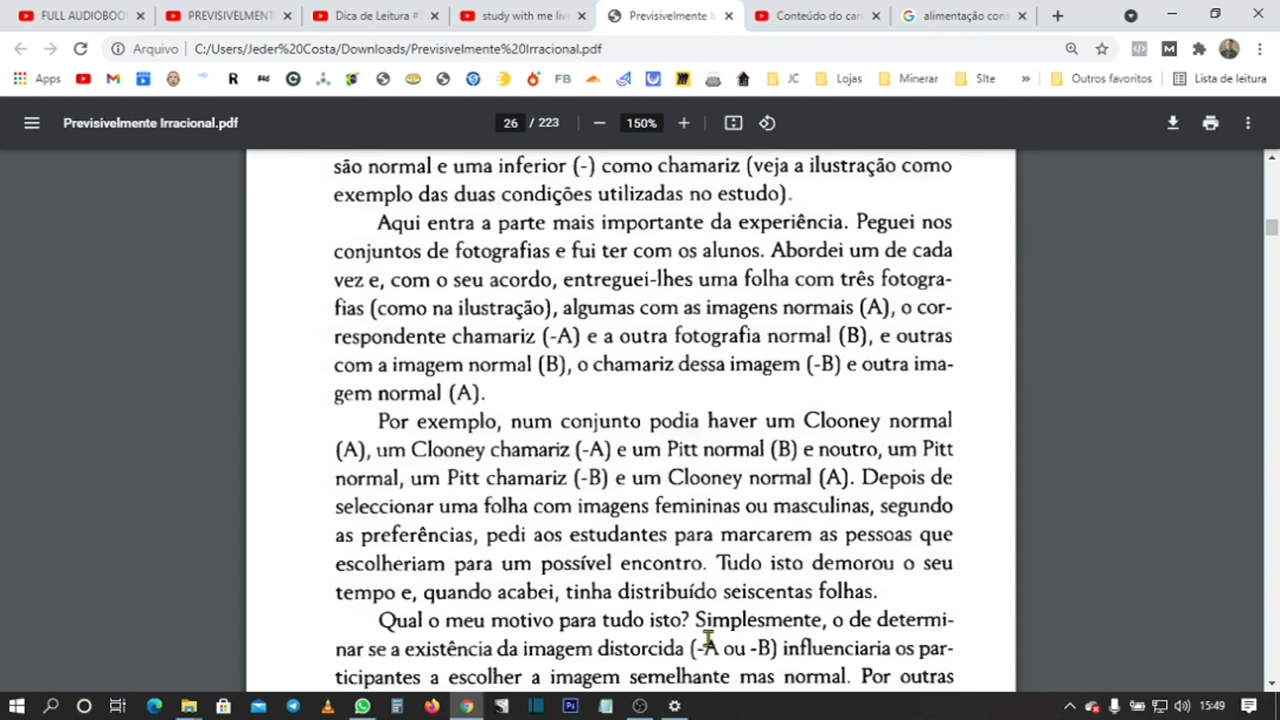 FULL AUDIOBOO
PREVISIVELMENT
Dica de Leitura #
study with me live
Previsivelmente I
Conteúdo do can
alimentação cons
Arquivo
C:/Users/Jeder%20Costa/Downloads/Previsivelmente%20Irracional.pdf
Apps
FB
JC
Lojas
Minerar
SIte
»
Outros favoritos
Lista de leitura
Previsivelmente Irracional.pdf
26 / 223
150%
são normal e uma inferior (-) como chamariz (veja a ilustração como
exemplo das duas condições utilizadas no estudo).
Aqui entra a parte mais importante da experiência. Peguei nos
conjuntos de fotografias e fui ter com os alunos. Abordei um de cada
vez e, com o seu acordo, entreguei-lhes uma folha com três fotogra-
fias (como na ilustração), algumas com as imagens normais (A), o cor-
respondente chamariz (-A) e a outra fotografia normal (B), e outras
com a imagem normal (B), o chamariz dessa imagem (-B) e outra ima-
gem normal (A).
Por exemplo, num conjunto podia haver um Clooney normal
(A), um Clooney chamariz (-A) e um Pitt normal (B) e noutro, um Pitt
normal, um Pitt chamariz (-B) e um Clooney normal (A). Depois de
seleccionar uma folha com imagens femininas ou masculinas, segundo
as preferências, pedi aos estudantes para marcarem as pessoas que
escolheriam para um possível encontro. Tudo isto demorou o seu
tempo e, quando acabei, tinha distribuído seiscentas folhas.
Qual o meu motivo para tudo isto? Simplesmente, o de determi-
nar se a existência da imagem distorcida (-A ou -B) influenciaria os par-
ticipantes a escolher a imagem semelhante mas normal. Por outras
15:49